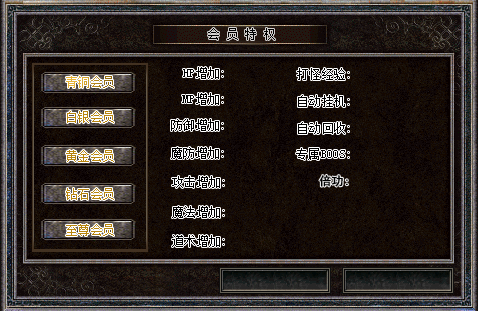 会员特权
青铜会员
白银会员
黄金会员
钻石会员
至尊会员
HP增加:
MP增加:
防御增加:
魔防增加:
攻击增加:
魔法增加:
道术增加:
打怪经验:
自动挂机:
自动回收:
专属BOOS:
倍功: